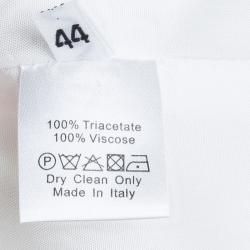 44
100% Triacetate
100% Viscose
P
Dry Clean Only
Made In Italy